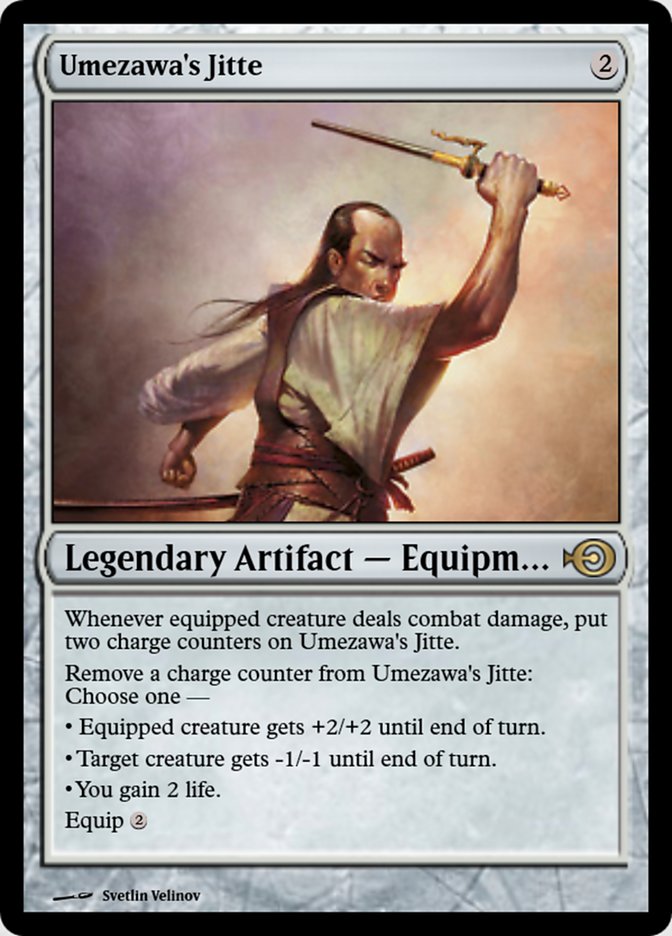 Umezawa's Jitte 2
Legendary Artifact — Equipm...
Whenever equipped creature deals combat damage, put
two charge counters on Umezawa's Jitte.
Remove a charge counter from Umezawa's Jitte:
Choose one —
• Equipped creature gets +2/+2 until end of turn.
• Target creature gets -1/-1 until end of turn.
• You gain 2 life.
Equip 2
Svetlin Velinov